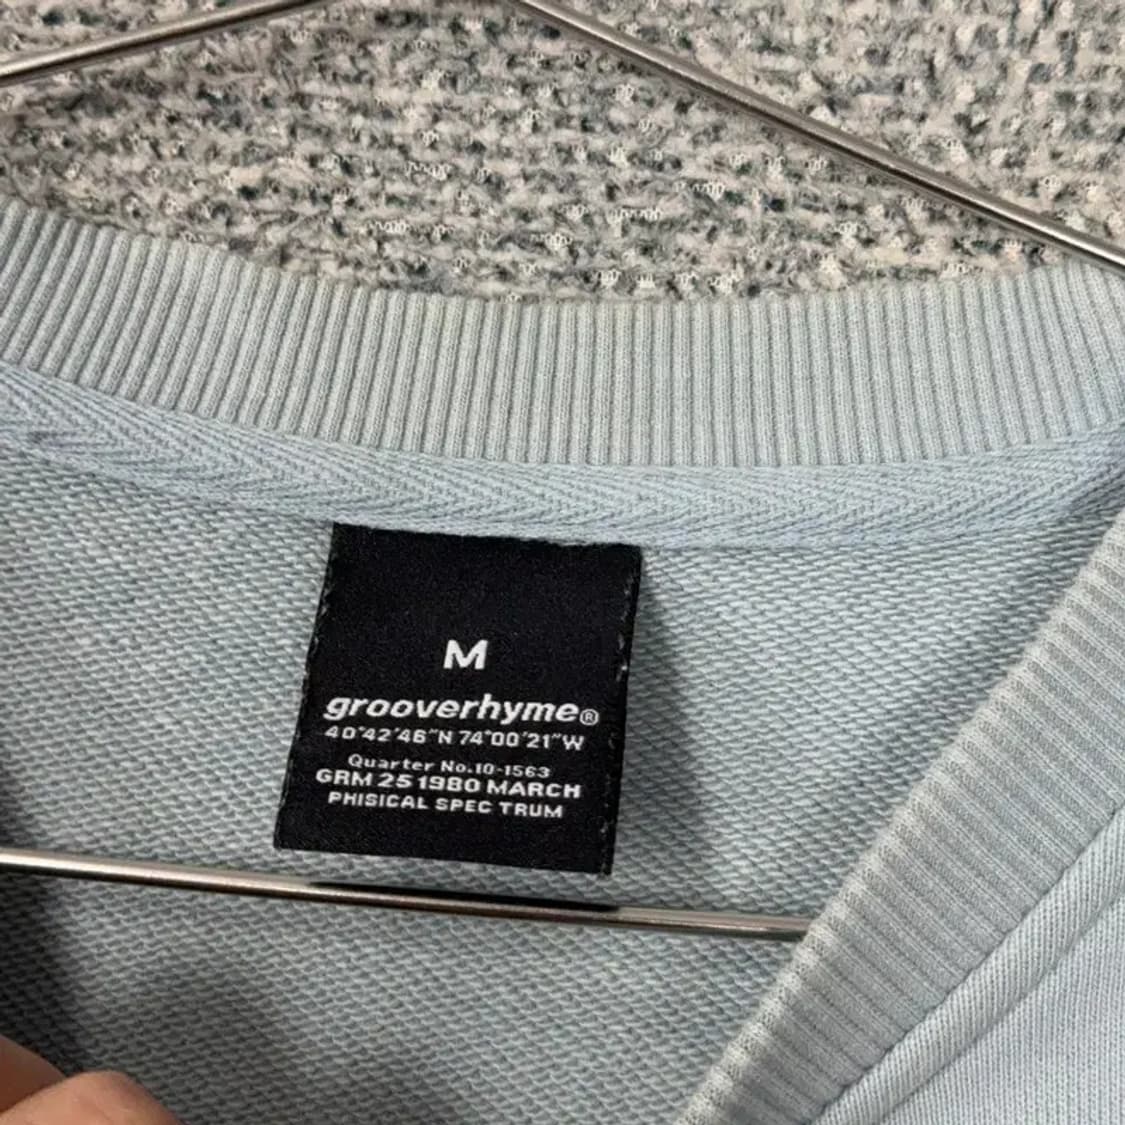 M
grooverhyme®
40°42'46"N 74°00'21"W
Quarter No.10-1563
GRM 25 1980 MARCH
PHISICAL SPEC TRUM